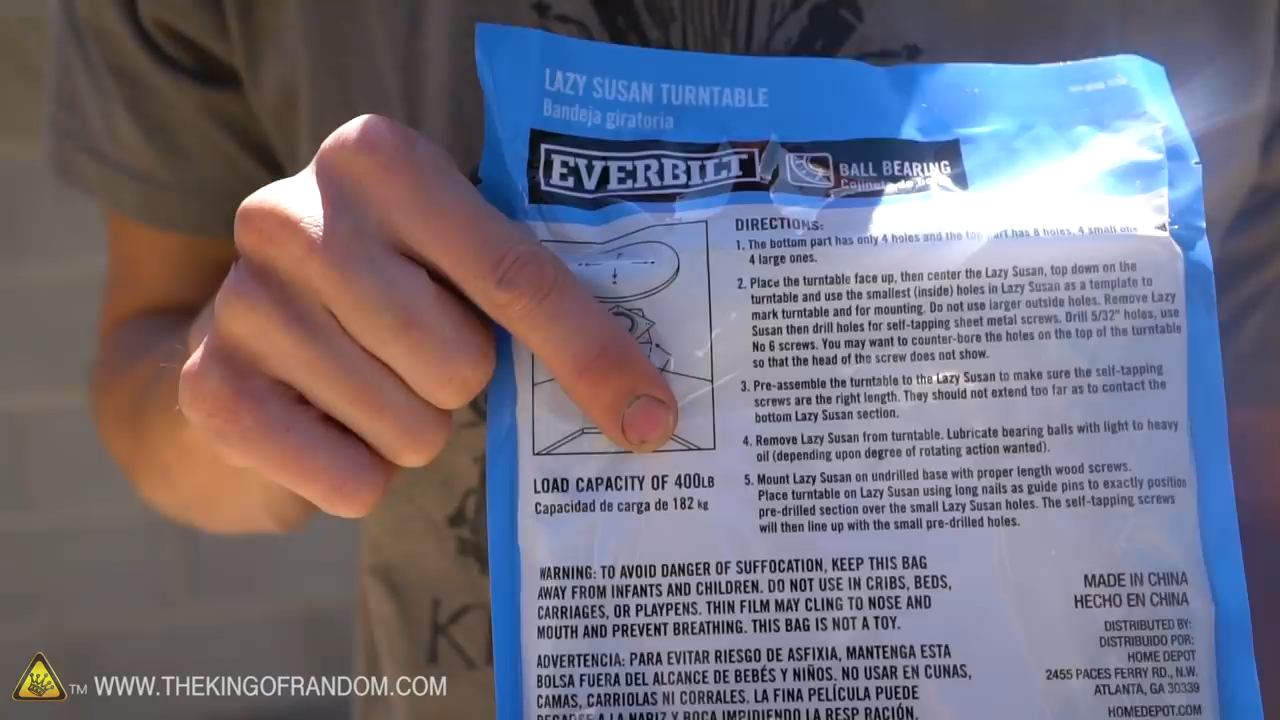 LAZY SUSAN TURNTABLE
Bandeja giratoria
EVERBILT
BALL BEARING
Cojinete de
DIRECTIONS:
1. The bottom part has only 4 holes and the top part has 8 holes, 4 small
4 large ones.
2. Place the turntable face up, then center the Lazy Susan, top down on the
turntable and use the smallest (inside) holes in Lazy Susan as a template to
mark turntable and for mounting. Do not use larger outside holes. Remove Lazy
Susan then drill holes for self-tapping sheet metal screws. Drill 5/32" holes, use
No 6 screws. You may want to counter-bore the holes on the top of the turntable
so that the head of the screw does not show.
3. Pre-assemble the turntable to the Lazy Susan to make sure the self-tapping
screws are the right length. They should not extend too far as to contact the
bottom Lazy Susan section.
4. Remove Lazy Susan from turntable. Lubricate bearing balls with light to heavy
oil (depending upon degree of rotating action wanted).
5. Mount Lazy Susan on undrilled base with proper length wood screws.
Place turntable on Lazy Susan using long nails as guide pins to exactly position
pre-drilled section over the small Lazy Susan holes. The self-tapping screws
will then line up with the small pre-drilled holes.
LOAD CAPACITY OF 400LB
Capacidad de carga de 182 kg
WARNING: TO AVOID DANGER OF SUFFOCATION, KEEP THIS BAG
AWAY FROM INFANTS AND CHILDREN. DO NOT USE IN CRIBS, BEDS,
CARRIAGES, OR PLAYPENS. THIN FILM MAY CLING TO NOSE AND
MOUTH AND PREVENT BREATHING. THIS BAG IS NOT A TOY.
ADVERTENCIA: PARA EVITAR RIESGO DE ASFIXIA, MANTENGA ESTA
BOLSA FUERA DEL ALCANCE DE BEBÉS Y NIÑOS. NO USAR EN CUNAS,
CAMAS, CARRIOLAS NI CORRALES. LA FINA PELÍCULA PUEDE
PEGARSE A LA NARIZ Y BOCA IMPIDIENDO LA RESP RACIÓN.
MADE IN CHINA
HECHO EN CHINA
DISTRIBUTED BY:
DISTRIBUIDO POR:
HOME DEPOT
2455 PACES FERRY RD., N.W.
ATLANTA, GA 30339
HOMEDEPOT.COM
K
TM WWW.THEKINGOFRANDOM.COM